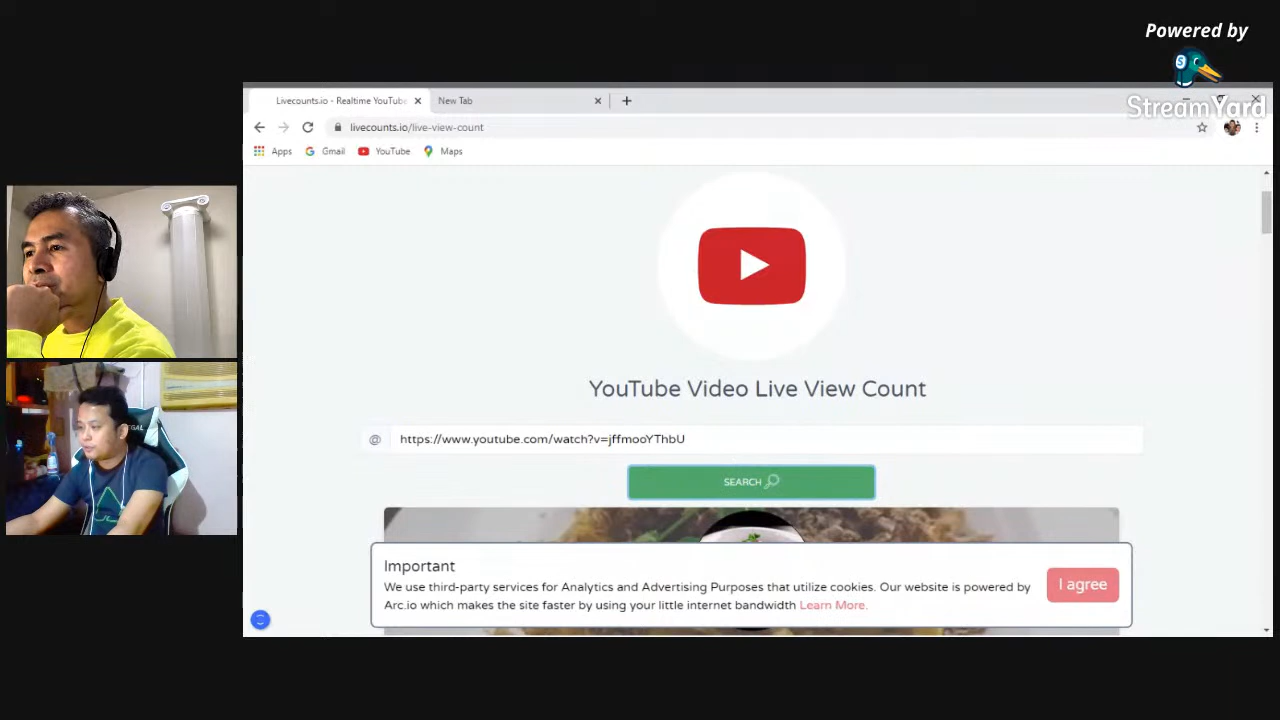 Powered by
StreamYard
Livecounts.io - Realtime YouTube
New Tab
livecounts.io/live-view-count
Apps
Gmail
YouTube
Maps
YouTube Video Live View Count
@
https://www.youtube.com/watch?v=jffmooYThbU
SEARCH
Important
We use third-party services for Analytics and Advertising Purposes that utilize cookies. Our website is powered by
Arc.io which makes the site faster by using your little internet bandwidth Learn More.
I agree